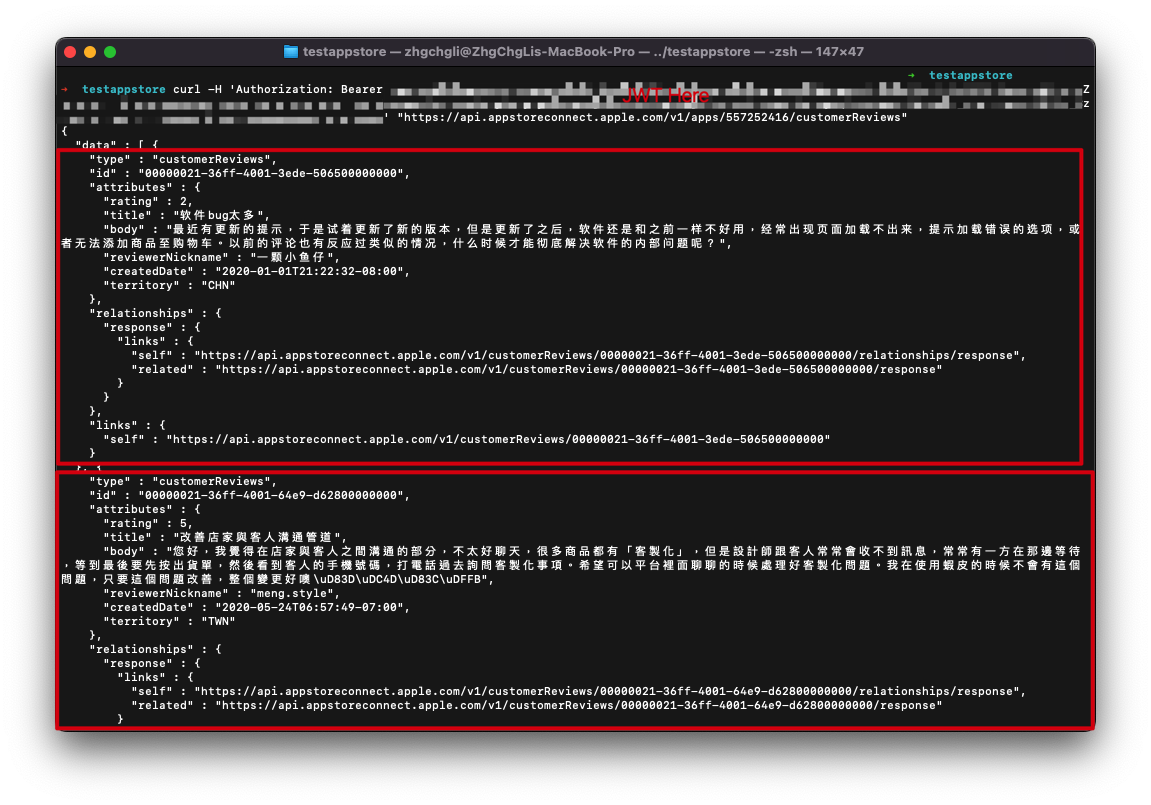 testappstore — zhgchgli@ZhgChgLis-MacBook-Pro — ../testappstore — -zsh — 147×47
→ testappstore
→ testappstore curl -H 'Authorization: Bearer Z
JWT Here
z
' "https://api.appstoreconnect.apple.com/v1/apps/557252416/customerReviews"
{
"data" : [ {
"type" : "customerReviews",
"id" : "00000021-36ff-4001-3ede-506500000000",
"attributes" : {
"rating" : 2,
"title" : "软件bug太多",
"body" : "最近有更新的提示，于是试着更新了新的版本，但是更新了之后，软件还是和之前一样不好用，经常出现页面加载不出来，提示加载错误的选项，或
者无法添加商品至购物车。以前的评论也有反应过类似的情况，什么时候才能彻底解决软件的内部问题呢？",
"reviewerNickname" : "一颗小鱼仔",
"createdDate" : "2020-01-01T21:22:32-08:00",
"territory" : "CHN"
},
"relationships" : {
"response" : {
"links" : {
"self" : "https://api.appstoreconnect.apple.com/v1/customerReviews/00000021-36ff-4001-3ede-506500000000/relationships/response",
"related" : "https://api.appstoreconnect.apple.com/v1/customerReviews/00000021-36ff-4001-3ede-506500000000/response"
}
}
},
"links" : {
"self" : "https://api.appstoreconnect.apple.com/v1/customerReviews/00000021-36ff-4001-3ede-506500000000"
}
}, {
"type" : "customerReviews",
"id" : "00000021-36ff-4001-64e9-d62800000000",
"attributes" : {
"rating" : 5,
"title" : "改善店家與客人溝通管道",
"body" : "您好，我覺得在店家與客人之間溝通的部分，不太好聊天，很多商品都有「客製化」，但是設計師跟客人常常會收不到訊息，常常有一方在那邊等待
，等到最後要先按出貨單，然後看到客人的手機號碼，打電話過去詢問客製化事項。希望可以平台裡面聊聊的時候處理好客製化問題。我在使用蝦皮的時候不會有這個
問題，只要這個問題改善，整個變更好噢\uD83D\uDC4D\uD83C\uDFFB",
"reviewerNickname" : "meng.style",
"createdDate" : "2020-05-24T06:57:49-07:00",
"territory" : "TWN"
},
"relationships" : {
"response" : {
"links" : {
"self" : "https://api.appstoreconnect.apple.com/v1/customerReviews/00000021-36ff-4001-64e9-d62800000000/relationships/response",
"related" : "https://api.appstoreconnect.apple.com/v1/customerReviews/00000021-36ff-4001-64e9-d62800000000/response"
}